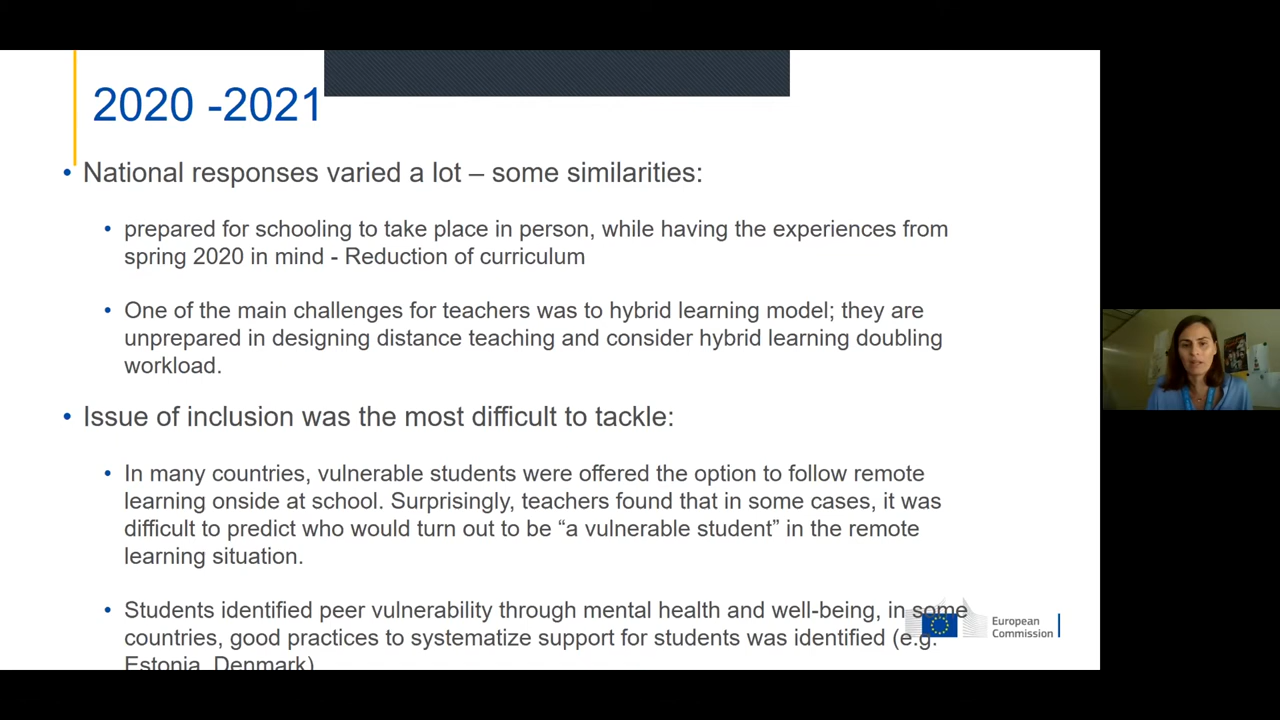 2020 -2021
• National responses varied a lot – some similarities:
• prepared for schooling to take place in person, while having the experiences from
spring 2020 in mind - Reduction of curriculum
• One of the main challenges for teachers was to hybrid learning model; they are
unprepared in designing distance teaching and consider hybrid learning doubling
workload.
• Issue of inclusion was the most difficult to tackle:
• In many countries, vulnerable students were offered the option to follow remote
learning onside at school. Surprisingly, teachers found that in some cases, it was
difficult to predict who would turn out to be “a vulnerable student” in the remote
learning situation.
• Students identified peer vulnerability through mental health and well-being, in some
countries, good practices to systematize support for students was identified (e.g.
Estonia, Denmark)
European
Commission